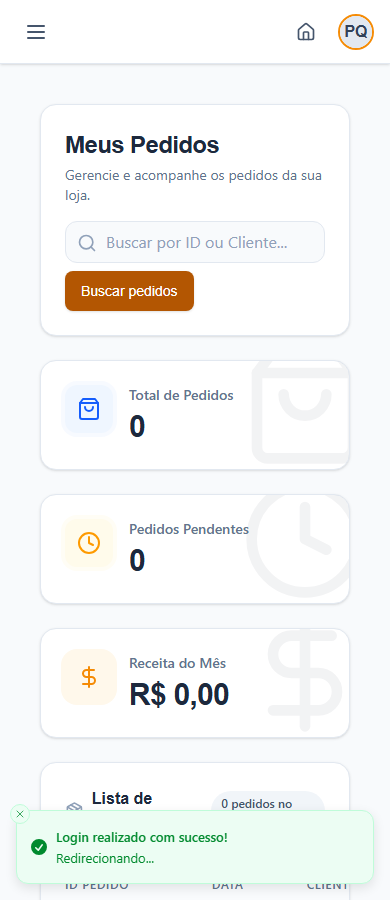 PQ
Meus Pedidos
Gerencie e acompanhe os pedidos da sua
loja.
Buscar por ID ou Cliente...
Buscar pedidos
Total de Pedidos
0
Pedidos Pendentes
0
Receita do Mês
R$ 0,00
Lista de
0 pedidos no
Login realizado com sucesso!
Redirecionando...
ID PEDIDO DATA CLIENT